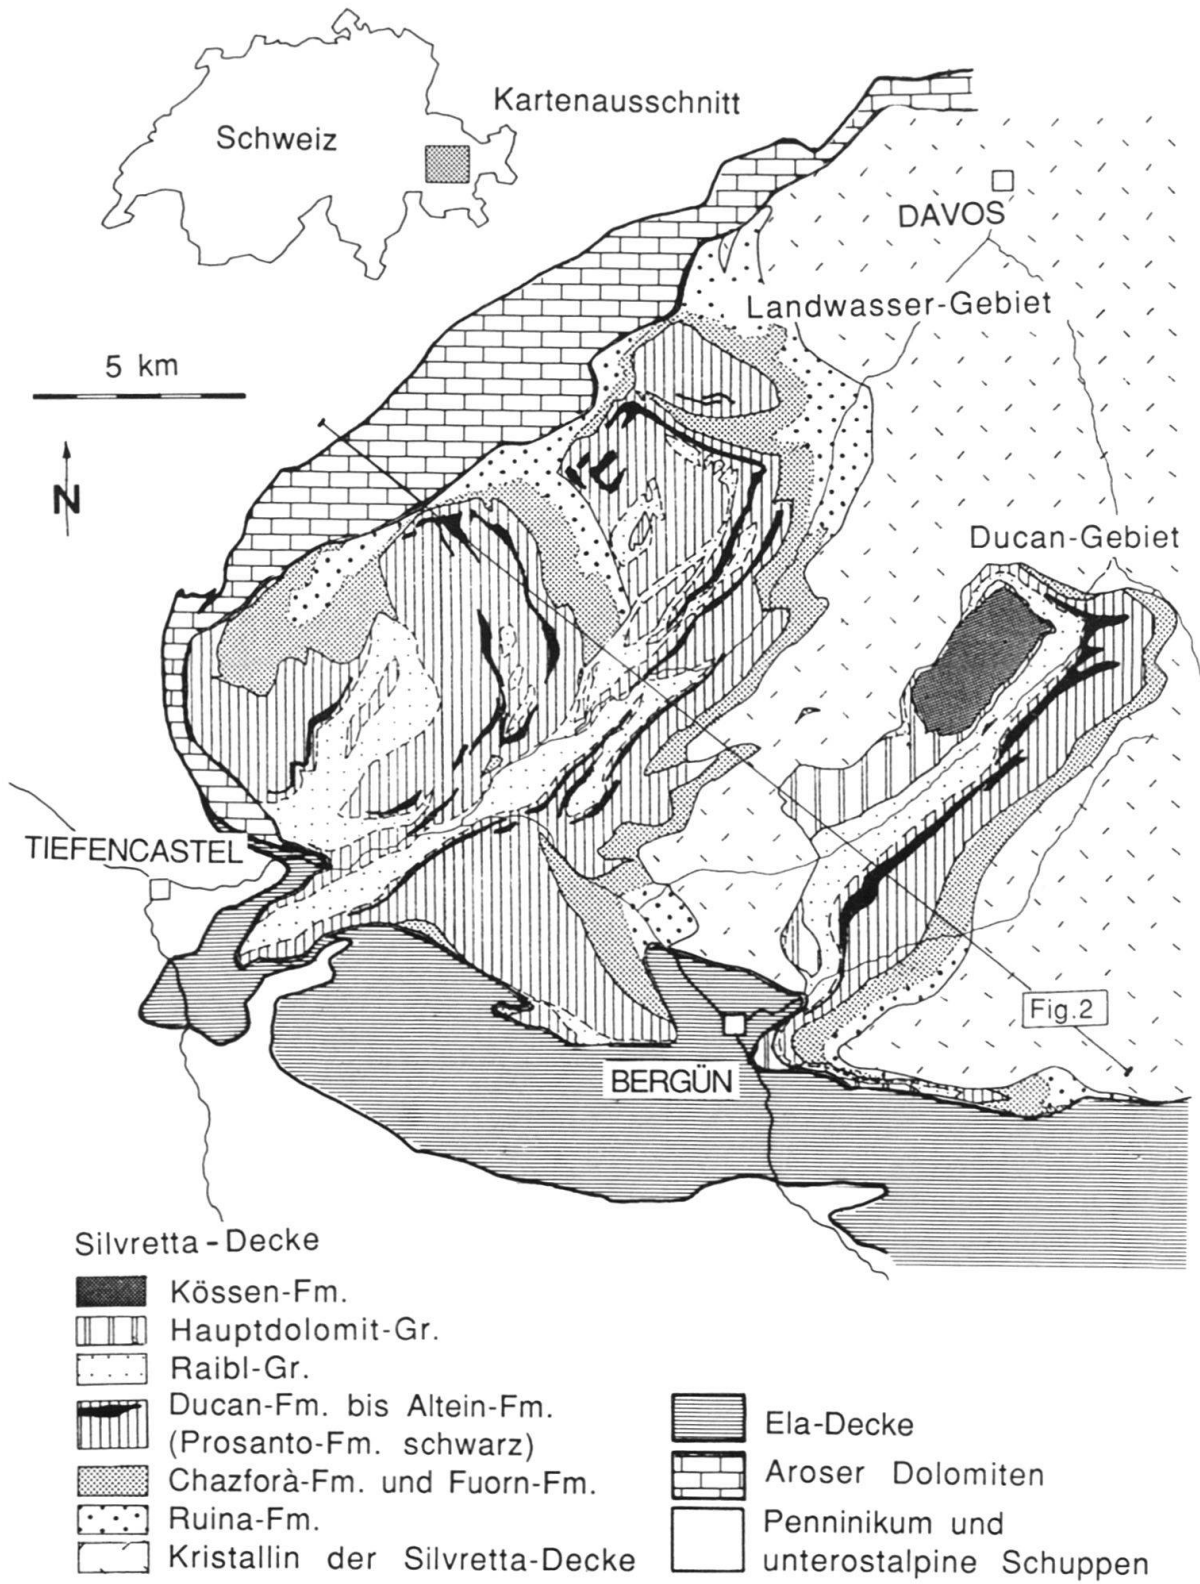 Kartenausschnitt
Schweiz
DAVOS
Landwasser-Gebiet
5 km
N
Ducan-Gebiet
TIEFENCASTEL
Fig.2
BERGÜN
Silvretta-Decke
Kössen-Fm.
Hauptdolomit-Gr.
Raibl-Gr.
Ducan-Fm. bis Altein-Fm.
(Prosanto-Fm. schwarz)
Chazforà-Fm. und Fuorn-Fm.
Ruina-Fm.
Kristallin der Silvretta-Decke
Ela-Decke
Aroser Dolomiten
Penninikum und
unterostalpine Schuppen